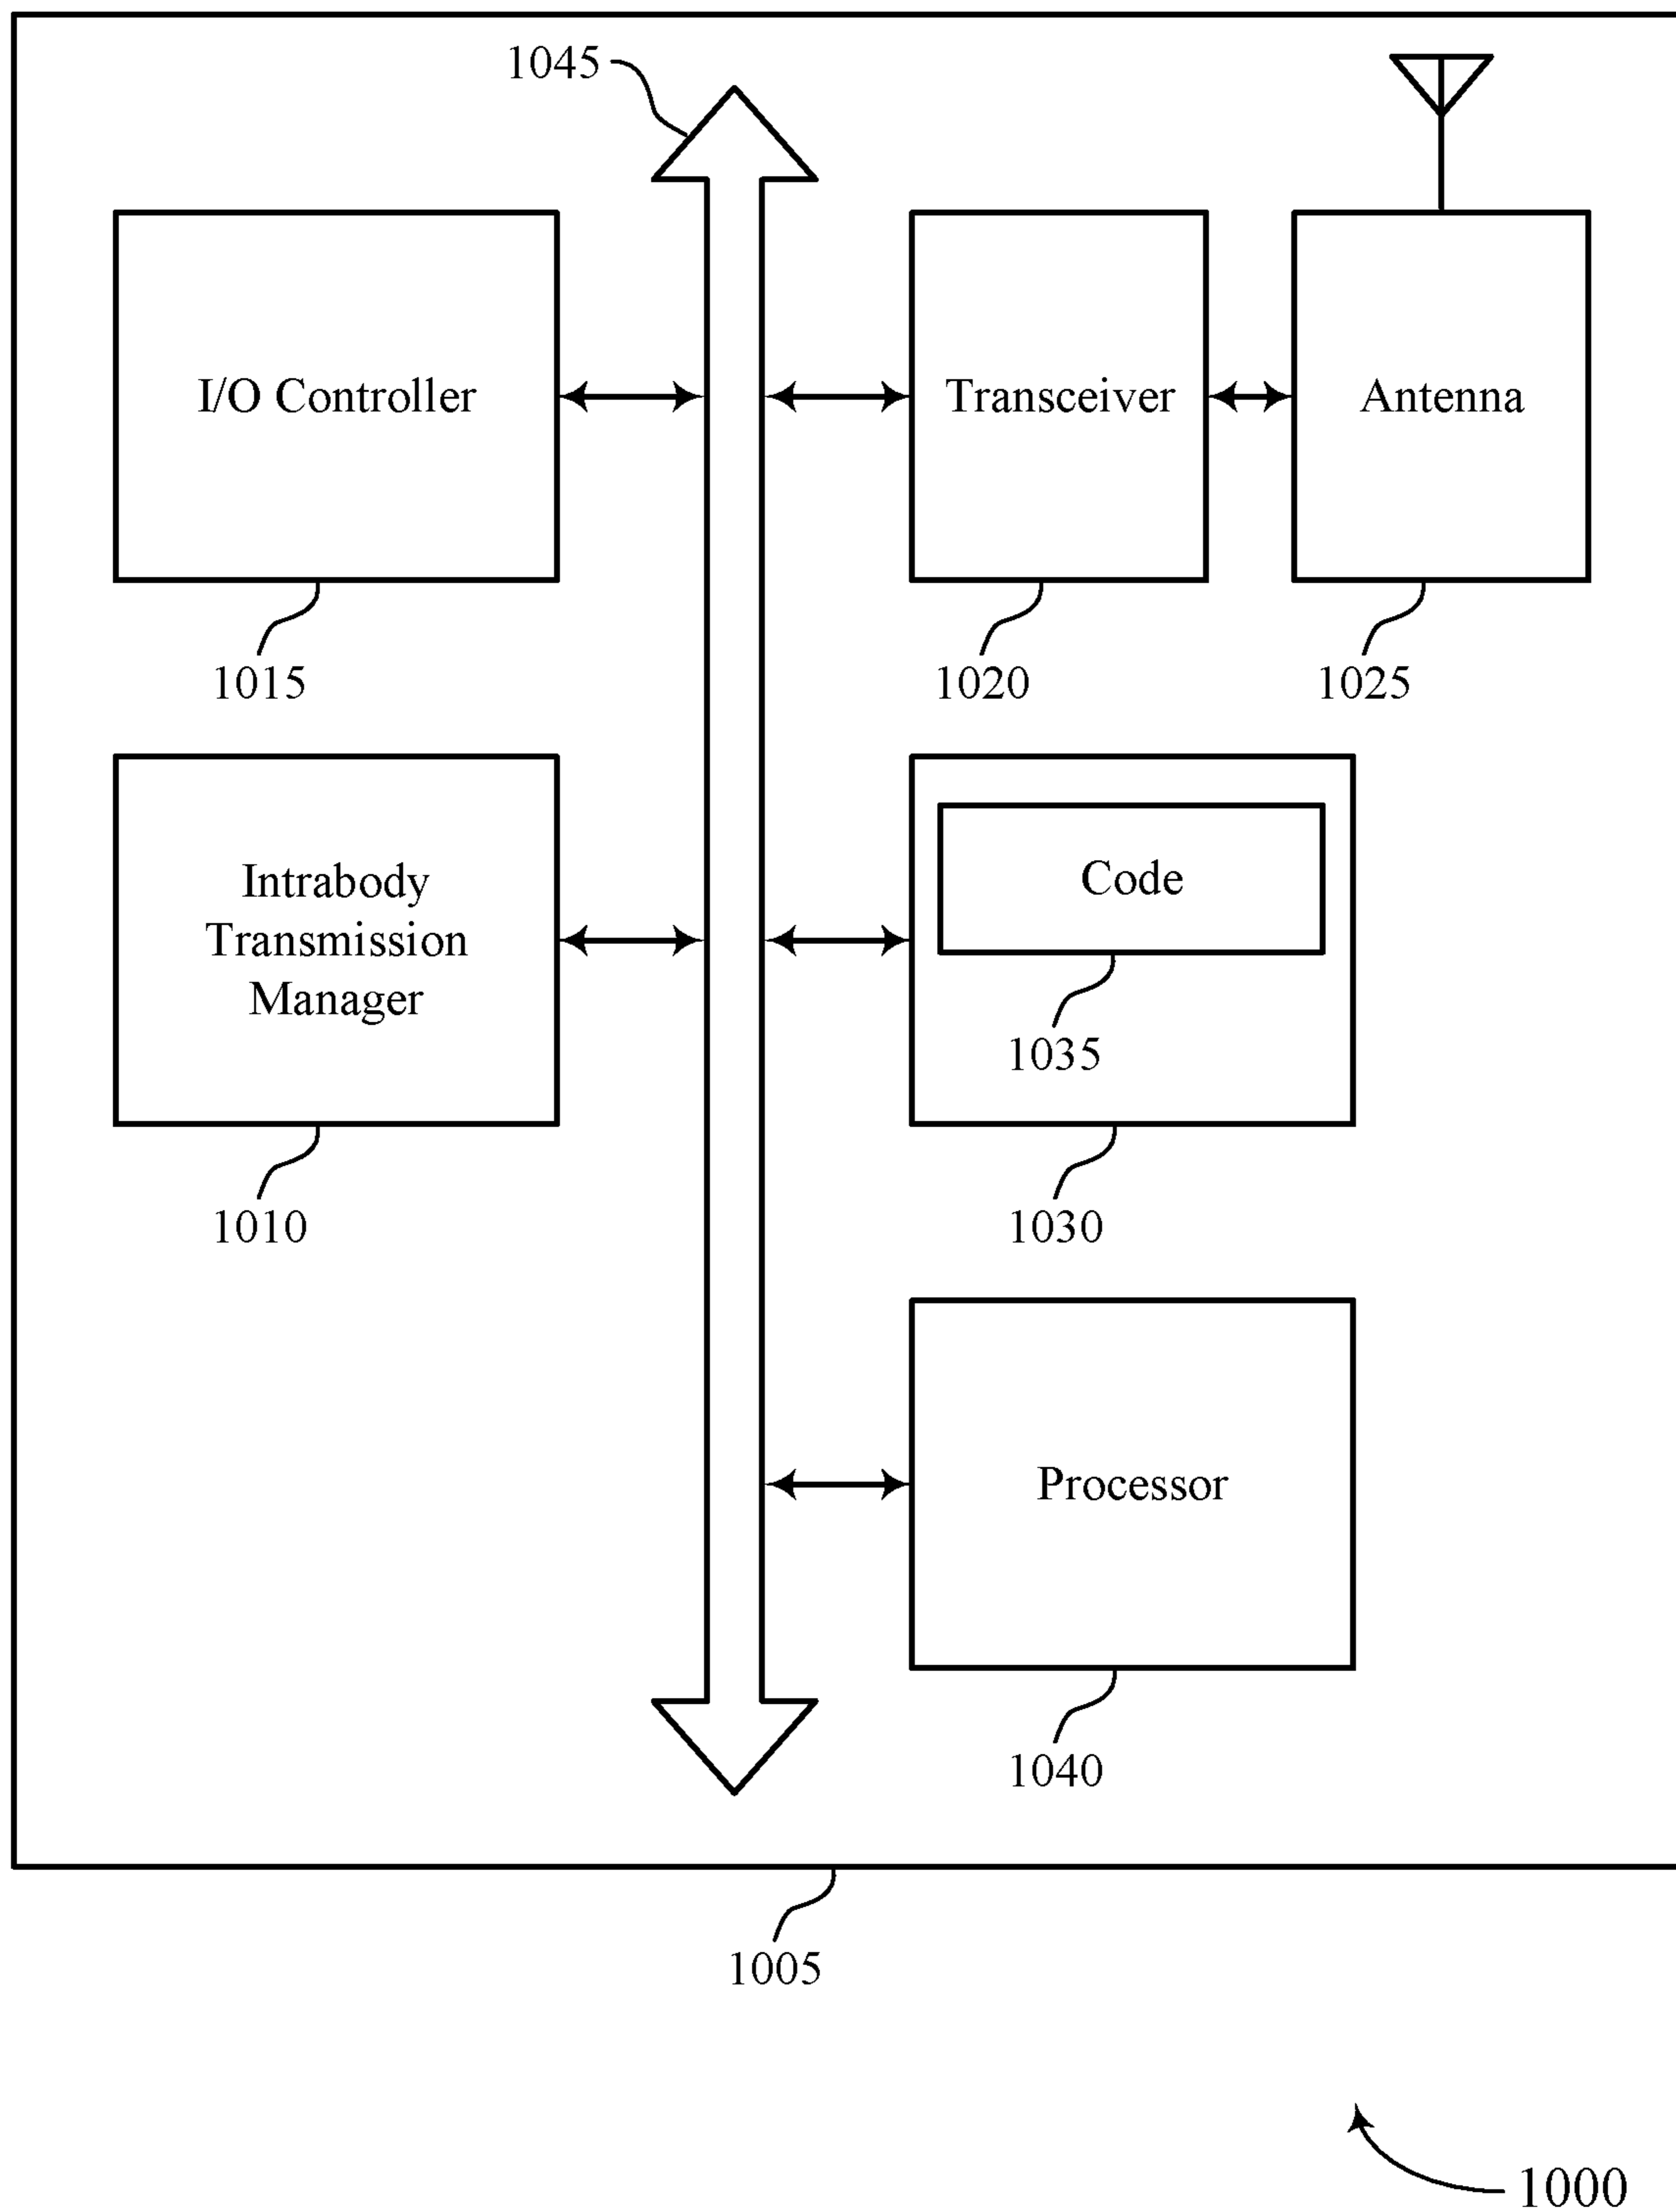 1045
I/O Controller
Transceiver
Antenna
1015
1020
1025
Intrabody
Transmission
Manager
Code
1035
1010
1030
Processor
1040
1005
1000